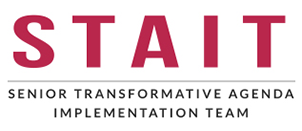 STAIT
SENIOR TRANSFORMATIVE AGENDA
IMPLEMENTATION TEAM